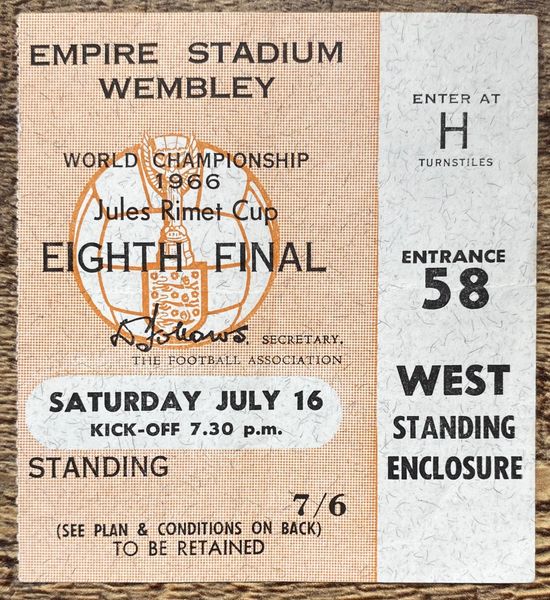 EMPIRE STADIUM
WEMBLEY
WORLD CHAMPIONSHIP
1966
Jules Rimet Cup
EIGHTH FINAL
D Follows. SECRETARY.
THE FOOTBALL ASSOCIATION
SATURDAY JULY 16
KICK-OFF 7.30 p.m.
STANDING
7/6
(SEE PLAN & CONDITIONS ON BACK)
TO BE RETAINED
ENTER AT
H
TURNSTILES
ENTRANCE
58
WEST
STANDING
ENCLOSURE